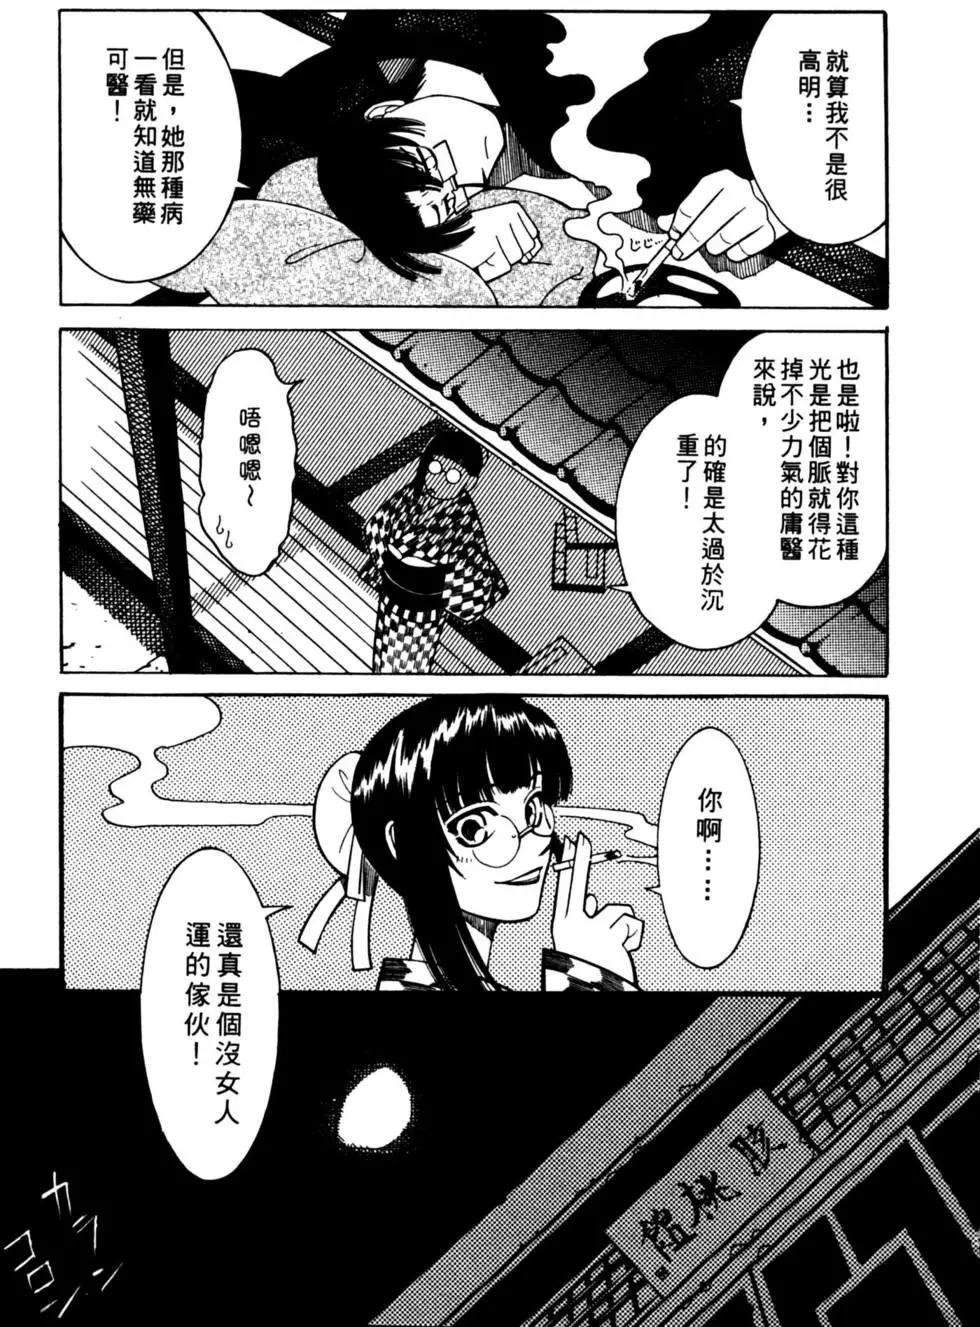 就算我不是很
高明…
じじ…
但是，她那種病
一看就知道無藥
可醫！
也是啦！對你這種
光是把個脈就得花
掉不少力氣的庸醫
來說，
的確是太過於沉
重了！
唔嗯嗯～
你啊……
還真是個沒女人
運的傢伙！
カラン
コロン